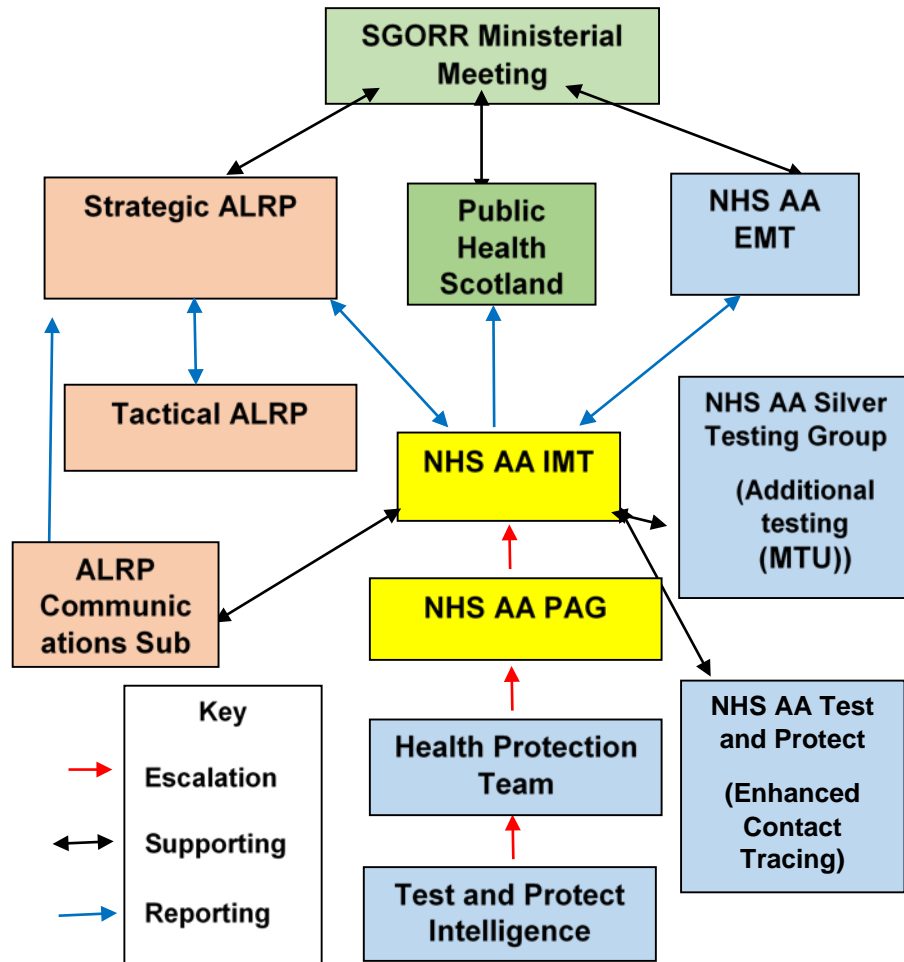 SGORR Ministerial
Meeting
Strategic ALRP
Public
Health
Scotland
NHS AA
EMT
Tactical ALRP
NHS AA IMT
NHS AA Silver
Testing Group
(Additional
testing
(MTU))
ALRP
Communic
ations Sub
NHS AA PAG
NHS AA Test
and Protect
(Enhanced
Contact
Tracing)
Health Protection
Team
Test and Protect
Intelligence
Key
Escalation
Supporting
Reporting